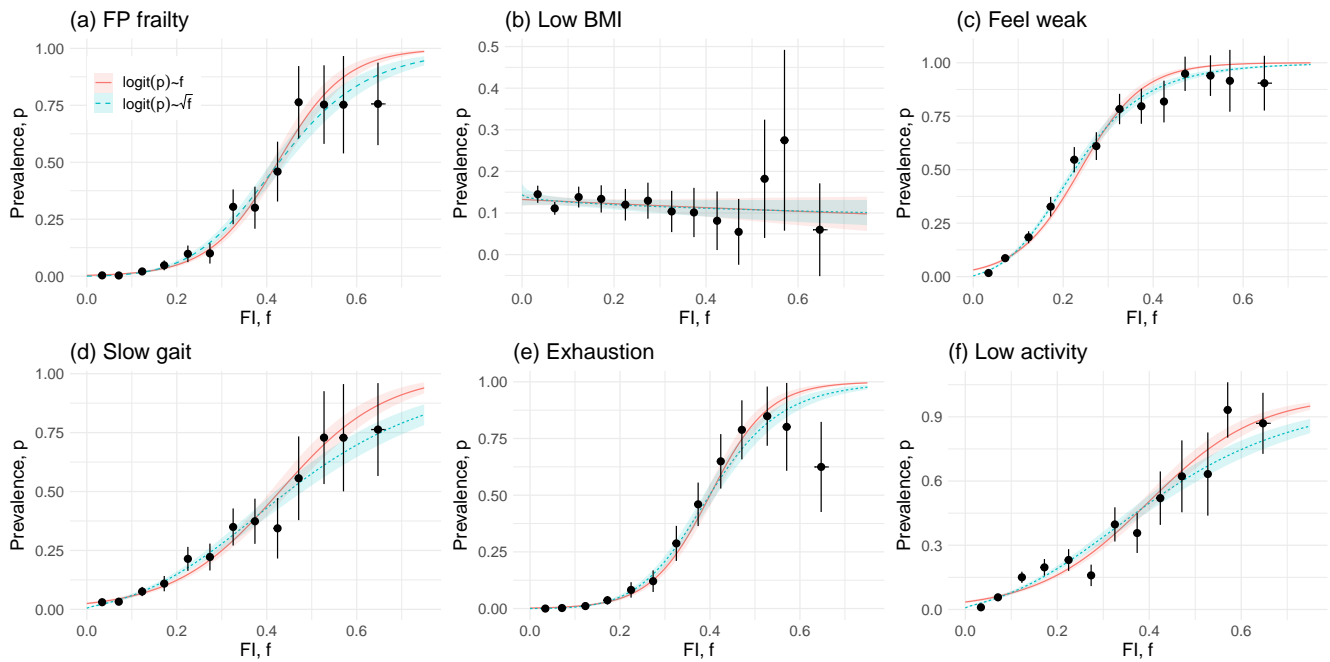 (a) FP frailty
1.00
0.75
0.50
0.25
0.00
Prevalence, p
logit(p)~f
logit(p)~√f
0.0 0.2 0.4 0.6
FI, f
(b) Low BMI
0.5
0.4
0.3
0.2
0.1
0.0
Prevalence, p
0.0 0.2 0.4 0.6
FI, f
(c) Feel weak
1.00
0.75
0.50
0.25
0.00
Prevalence, p
0.0 0.2 0.4 0.6
FI, f
(d) Slow gait
1.00
0.75
0.50
0.25
0.00
Prevalence, p
0.0 0.2 0.4 0.6
FI, f
(e) Exhaustion
1.00
0.75
0.50
0.25
0.00
Prevalence, p
0.0 0.2 0.4 0.6
FI, f
(f) Low activity
0.9
0.6
0.3
0.0
Prevalence, p
0.0 0.2 0.4 0.6
FI, f